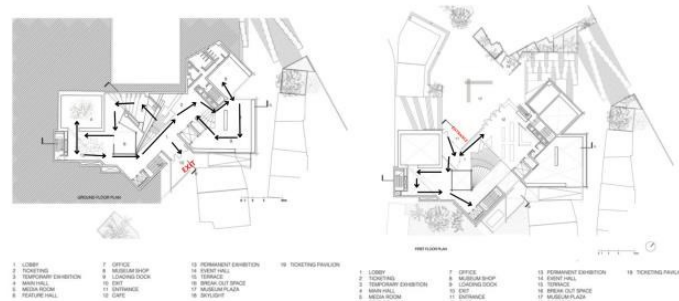 EXIT
GROUND FLOOR PLAN
1 LOBBY
2 TICKETING
3 TEMPORARY EXHIBITION
4 MAIN HALL
5 MEDIA ROOM
6 FEATURE HALL
7 OFFICE
8 MUSEUM SHOP
9 LOADING DOCK
10 EXIT
11 ENTRANCE
12 CAFE
13 PERMANENT EXHIBITION
14 EVENT HALL
15 TERRACE
16 BREAK OUT SPACE
17 MUSEUM PLAZA
18 SKYLIGHT
19 TICKETING PAVILION
ENTRANCE
FIRST FLOOR PLAN
1 LOBBY
2 TICKETING
3 TEMPORARY EXHIBITION
4 MAIN HALL
5 MEDIA ROOM
7 OFFICE
8 MUSEUM SHOP
9 LOADING DOCK
10 EXIT
11 ENTRANCE
13 PERMANENT EXHIBITION
14 EVENT HALL
15 TERRACE
16 BREAK OUT SPACE
17 MUSEUM PLAZA
19 TICKETING PAVILION